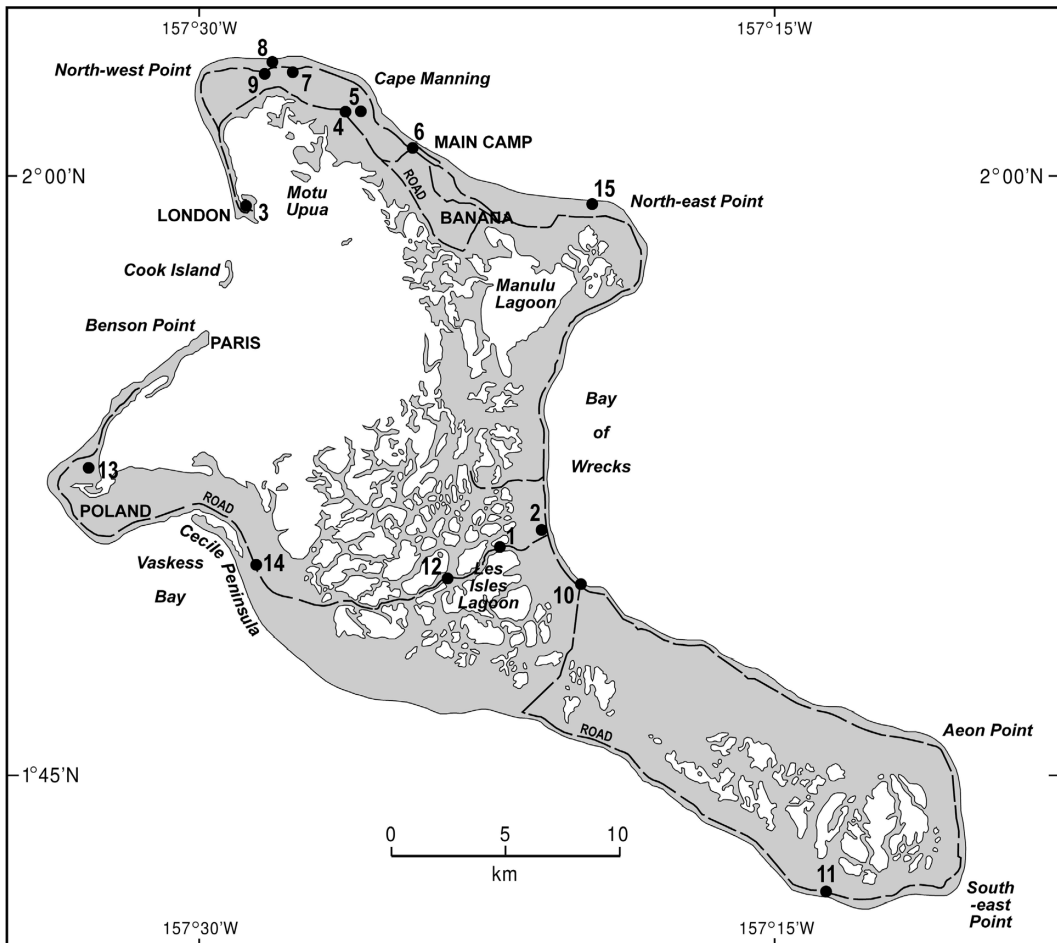 157°30'W
157°15'W
8
North-west Point
9
7
Cape Manning
5
4
6
MAIN CAMP
2°00'N
2°00'N
ROAD
Motu
Upua
15
North-east Point
LONDON
3
BANANA
Cook Island
Manulu
Lagoon
Benson Point
PARIS
Bay
of
Wrecks
13
POLAND
ROAD
2
1
Cecile Peninsula
Vaskess
Bay
14
12
Les
Isles
Lagoon
10
ROAD
Aeon Point
1°45'N
0
5
10
km
11
South
-east
Point
157°30'W
157°15'W